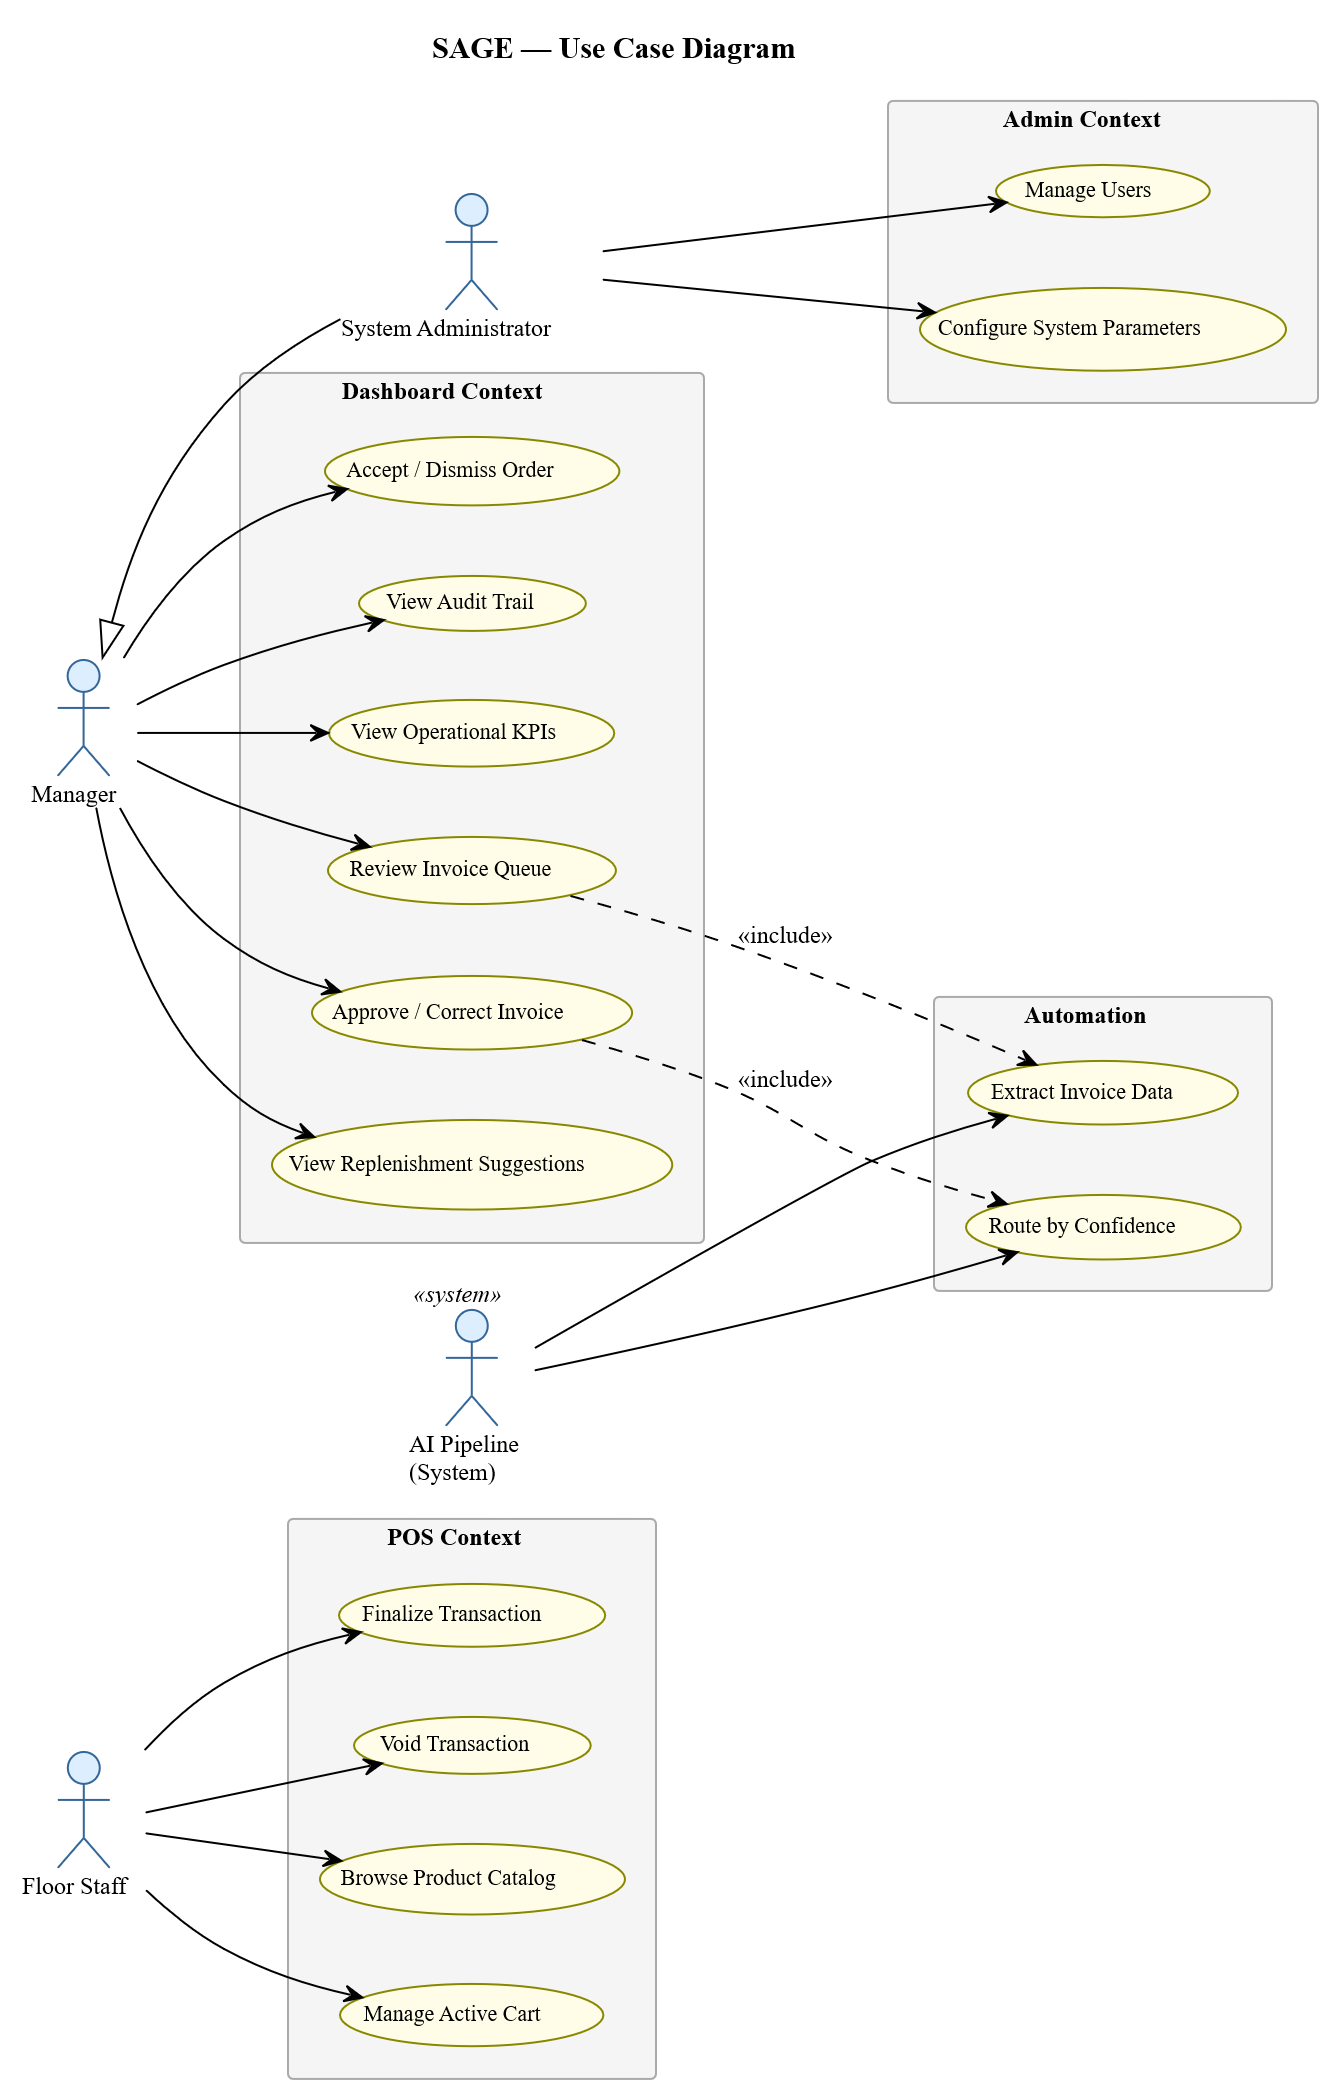 SAGE — Use Case Diagram
Admin Context
Manage Users
Configure System Parameters
System Administrator
Dashboard Context
Accept / Dismiss Order
View Audit Trail
View Operational KPIs
Manager
Review Invoice Queue
«include»
Approve / Correct Invoice
«include»
View Replenishment Suggestions
Automation
Extract Invoice Data
Route by Confidence
«system»
AI Pipeline
(System)
POS Context
Finalize Transaction
Void Transaction
Browse Product Catalog
Floor Staff
Manage Active Cart